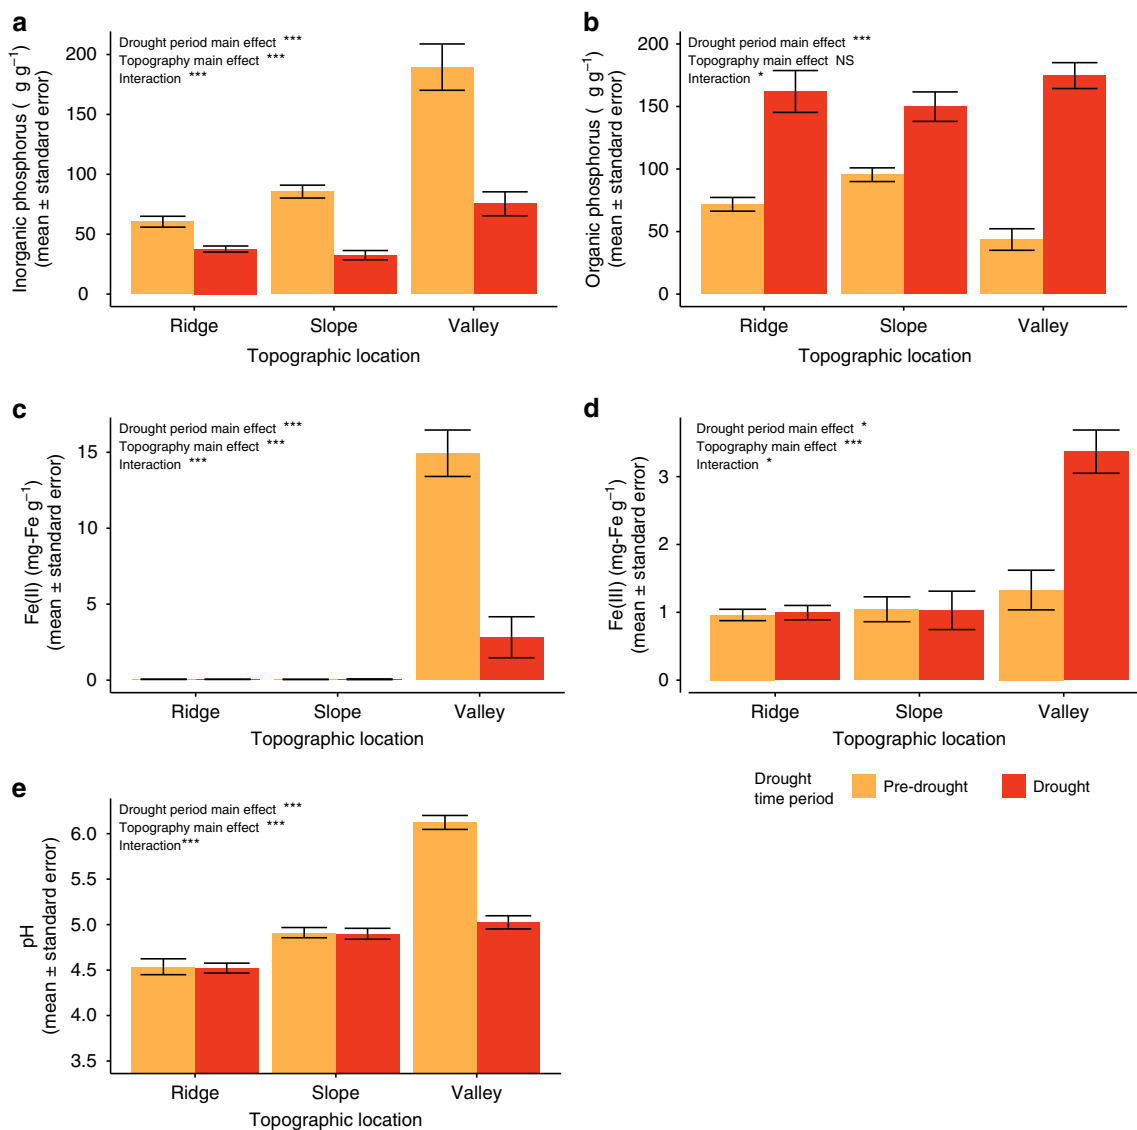 a
Drought period main effect ***
Topography main effect ***
Interaction ***
Inorganic phosphorus ( g g⁻¹)
(mean ± standard error)
200
150
100
50
0
Ridge Slope Valley
Topographic location
b
Drought period main effect ***
Topography main effect NS
Interaction *
Organic phosphorus ( g g⁻¹)
(mean ± standard error)
200
150
100
50
0
Ridge Slope Valley
Topographic location
c
Drought period main effect ***
Topography main effect ***
Interaction ***
Fe(II) (mg-Fe g⁻¹)
(mean ± standard error)
15
10
5
0
Ridge Slope Valley
Topographic location
d
Drought period main effect *
Topography main effect ***
Interaction *
Fe(III) (mg-Fe g⁻¹)
(mean ± standard error)
3
2
1
0
Ridge Slope Valley
Topographic location
Drought
time period
Pre-drought
Drought
e
Drought period main effect ***
Topography main effect ***
Interaction***
pH
(mean ± standard error)
6.0
5.5
5.0
4.5
4.0
3.5
Ridge Slope Valley
Topographic location